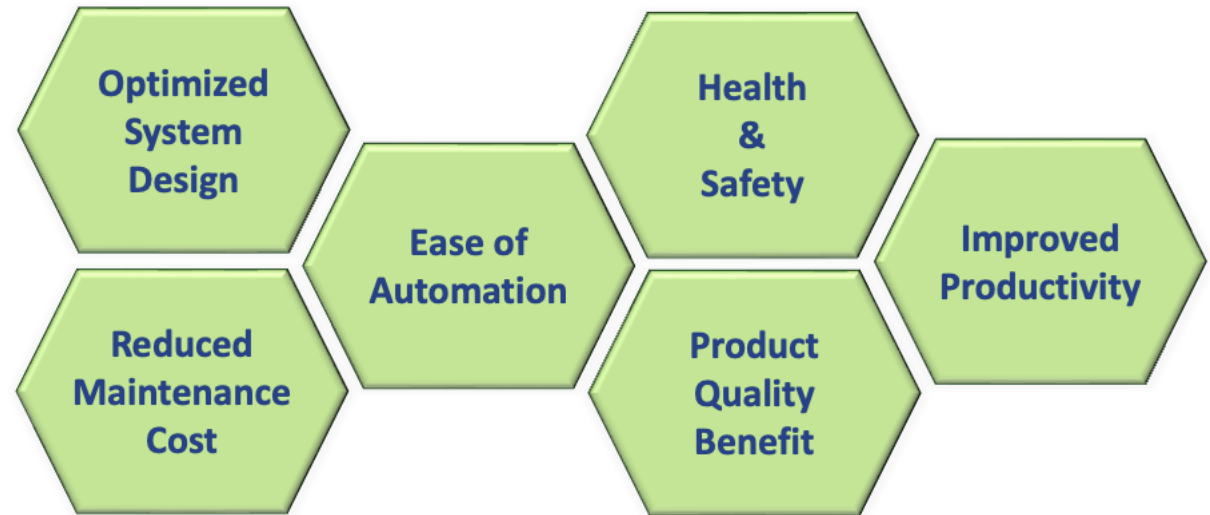 Optimized
System
Design
Reduced
Maintenance
Cost
Ease of
Automation
Health
&
Safety
Product
Quality
Benefit
Improved
Productivity